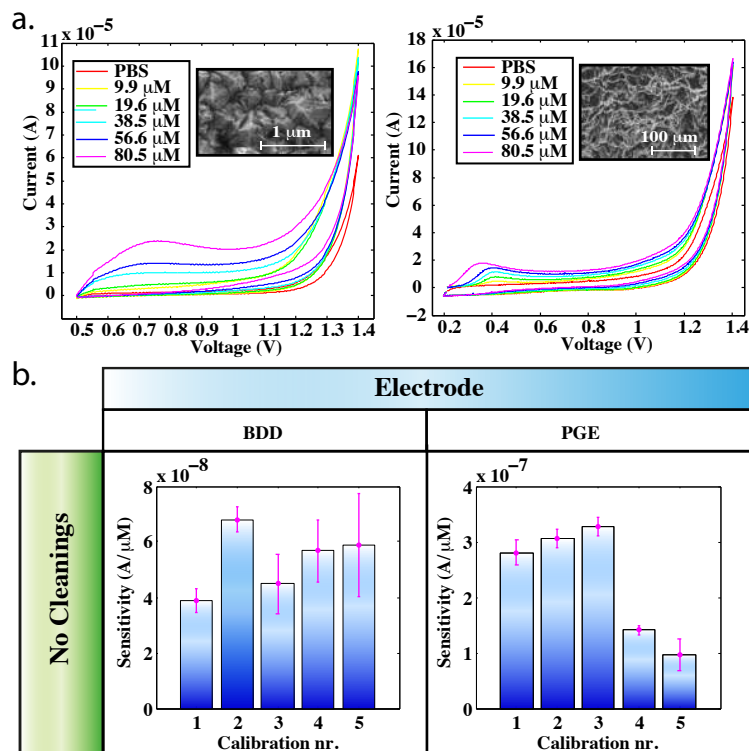 a.
x 10⁻⁵
11
10
9
8
7
6
5
4
3
2
1
0
Current (A)
PBS
9.9 μM
19.6 μM
38.5 μM
56.6 μM
80.5 μM
1 μm
0.5 0.6 0.7 0.8 0.9 1 1.1 1.2 1.3 1.4
Voltage (V)
x 10⁻⁵
18
16
14
12
10
8
6
4
2
0
−2
Current (A)
PBS
9.9 μM
19.6 μM
38.5 μM
56.6 μM
80.5 μM
100 μm
0.2 0.4 0.6 0.8 1 1.2 1.4
Voltage (V)
b.
Electrode
BDD
PGE
No Cleanings
x 10⁻⁸
8
6
4
2
0
Sensitivity (A/μM)
1 2 3 4 5
Calibration nr.
x 10⁻⁷
4
3
2
1
0
Sensitivity (A/μM)
1 2 3 4 5
Calibration nr.